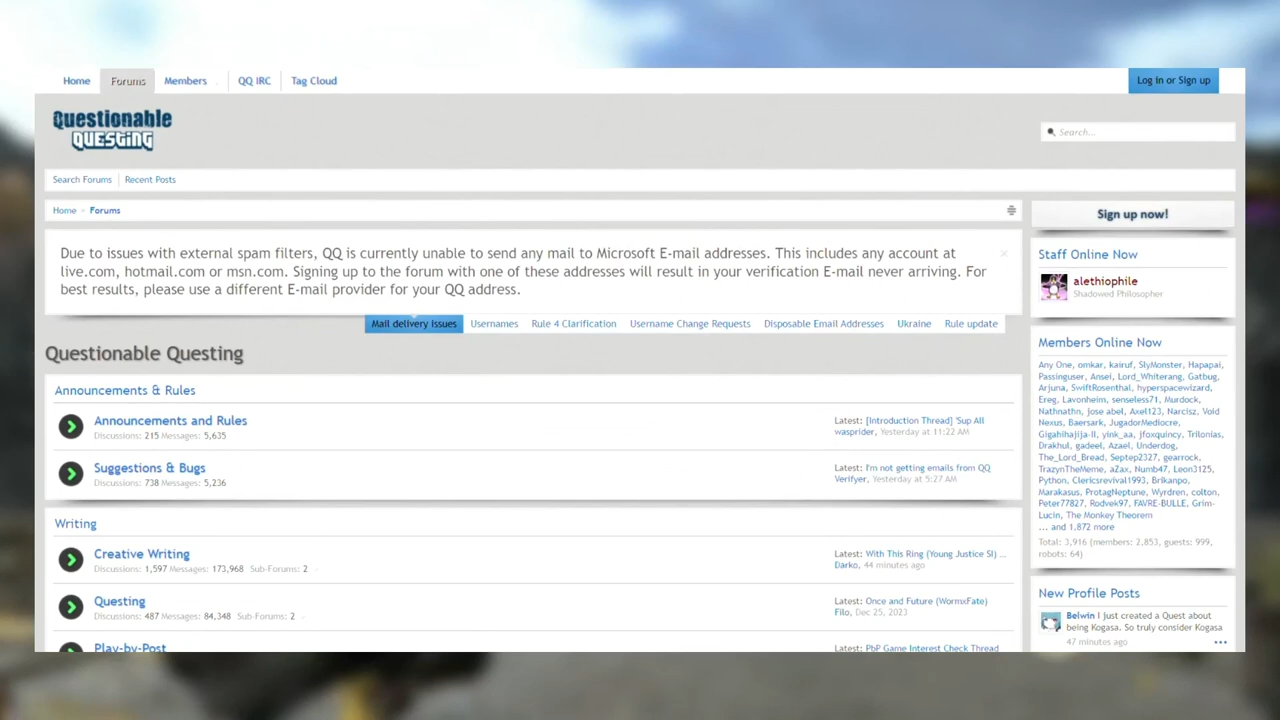 Home Forums Members QQ IRC Tag Cloud Log in or Sign up
Questionable
QUESTiNG
Search...
Search Forums Recent Posts
Home Forums
Sign up now!
Due to issues with external spam filters, QQ is currently unable to send any mail to Microsoft E-mail addresses. This includes any account at
live.com, hotmail.com or msn.com. Signing up to the forum with one of these addresses will result in your verification E-mail never arriving. For
best results, please use a different E-mail provider for your QQ address.
Mail delivery issues Usernames Rule 4 Clarification Username Change Requests Disposable Email Addresses Ukraine Rule update
Questionable Questing
Announcements & Rules
Announcements and Rules
Discussions: 215 Messages: 5,635
Latest: [Introduction Thread] 'Sup All
wasprider, Yesterday at 11:22 AM
Suggestions & Bugs
Discussions: 738 Messages: 5,236
Latest: I'm not getting emails from QQ
Verifyer, Yesterday at 5:27 AM
Writing
Creative Writing
Discussions: 1,597 Messages: 173,968 Sub-Forums: 2
Latest: With This Ring (Young Justice SI) ...
Darko, 44 minutes ago
Questing
Discussions: 487 Messages: 84,348 Sub-Forums: 2
Latest: Once and Future (WormxFate)
Filo, Dec 25, 2023
Play-by-Post
Latest: PbP Game Interest Check Thread
Staff Online Now
alethiophile
Shadowed Philosopher
Members Online Now
Any One, omkar, kairuf, SlyMonster, Hapapai,
Passinguser, Ansei, Lord_Whiterang, Gatbug,
Arjuna, SwiftRosenthal, hyperspacewizard,
Ereg, Lavonheim, senseless71, Murdock,
Nathnathn, jose abel, Axel123, Narcisz, Void
Nexus, Baersark, JugadorMediocre,
Gigahihajija-II, yink_aa, jfoxquincy, Trilonias,
Drakhul, gadeel, Azael, Underdog,
The_Lord_Bread, Septep2327, gearrock,
TrazynTheMeme, aZax, Numb47, Leon3125,
Python, Clericsrevival1993, Brikanpo,
Marakasus, ProtagNeptune, Wyrdren, colton,
Peter77827, Rodvek97, FAVRE-BULLE, Grim-
Lucin, The Monkey Theorem
... and 1,872 more
Total: 3,916 (members: 2,853, guests: 999,
robots: 64)
New Profile Posts
Belwin I just created a Quest about
being Kogasa. So truly consider Kogasa
47 minutes ago